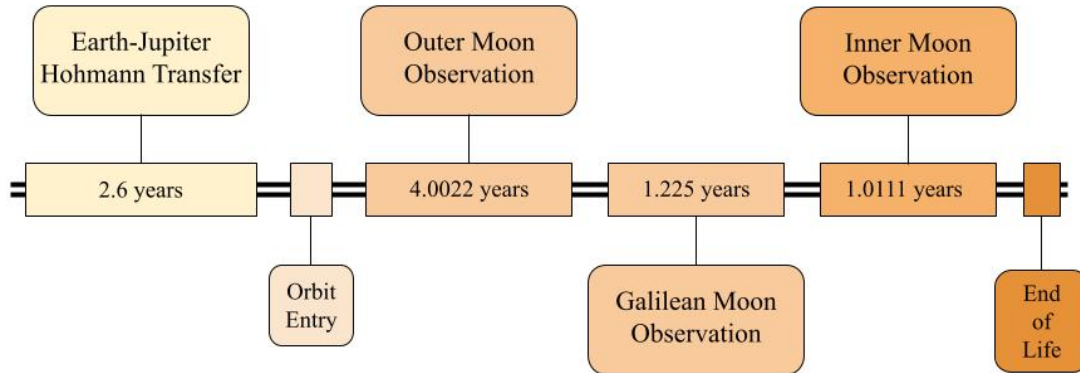 Earth-Jupiter
Hohmann Transfer
2.6 years
Orbit
Entry
Outer Moon
Observation
4.0022 years
1.225 years
Galilean Moon
Observation
Inner Moon
Observation
1.0111 years
End
of
Life